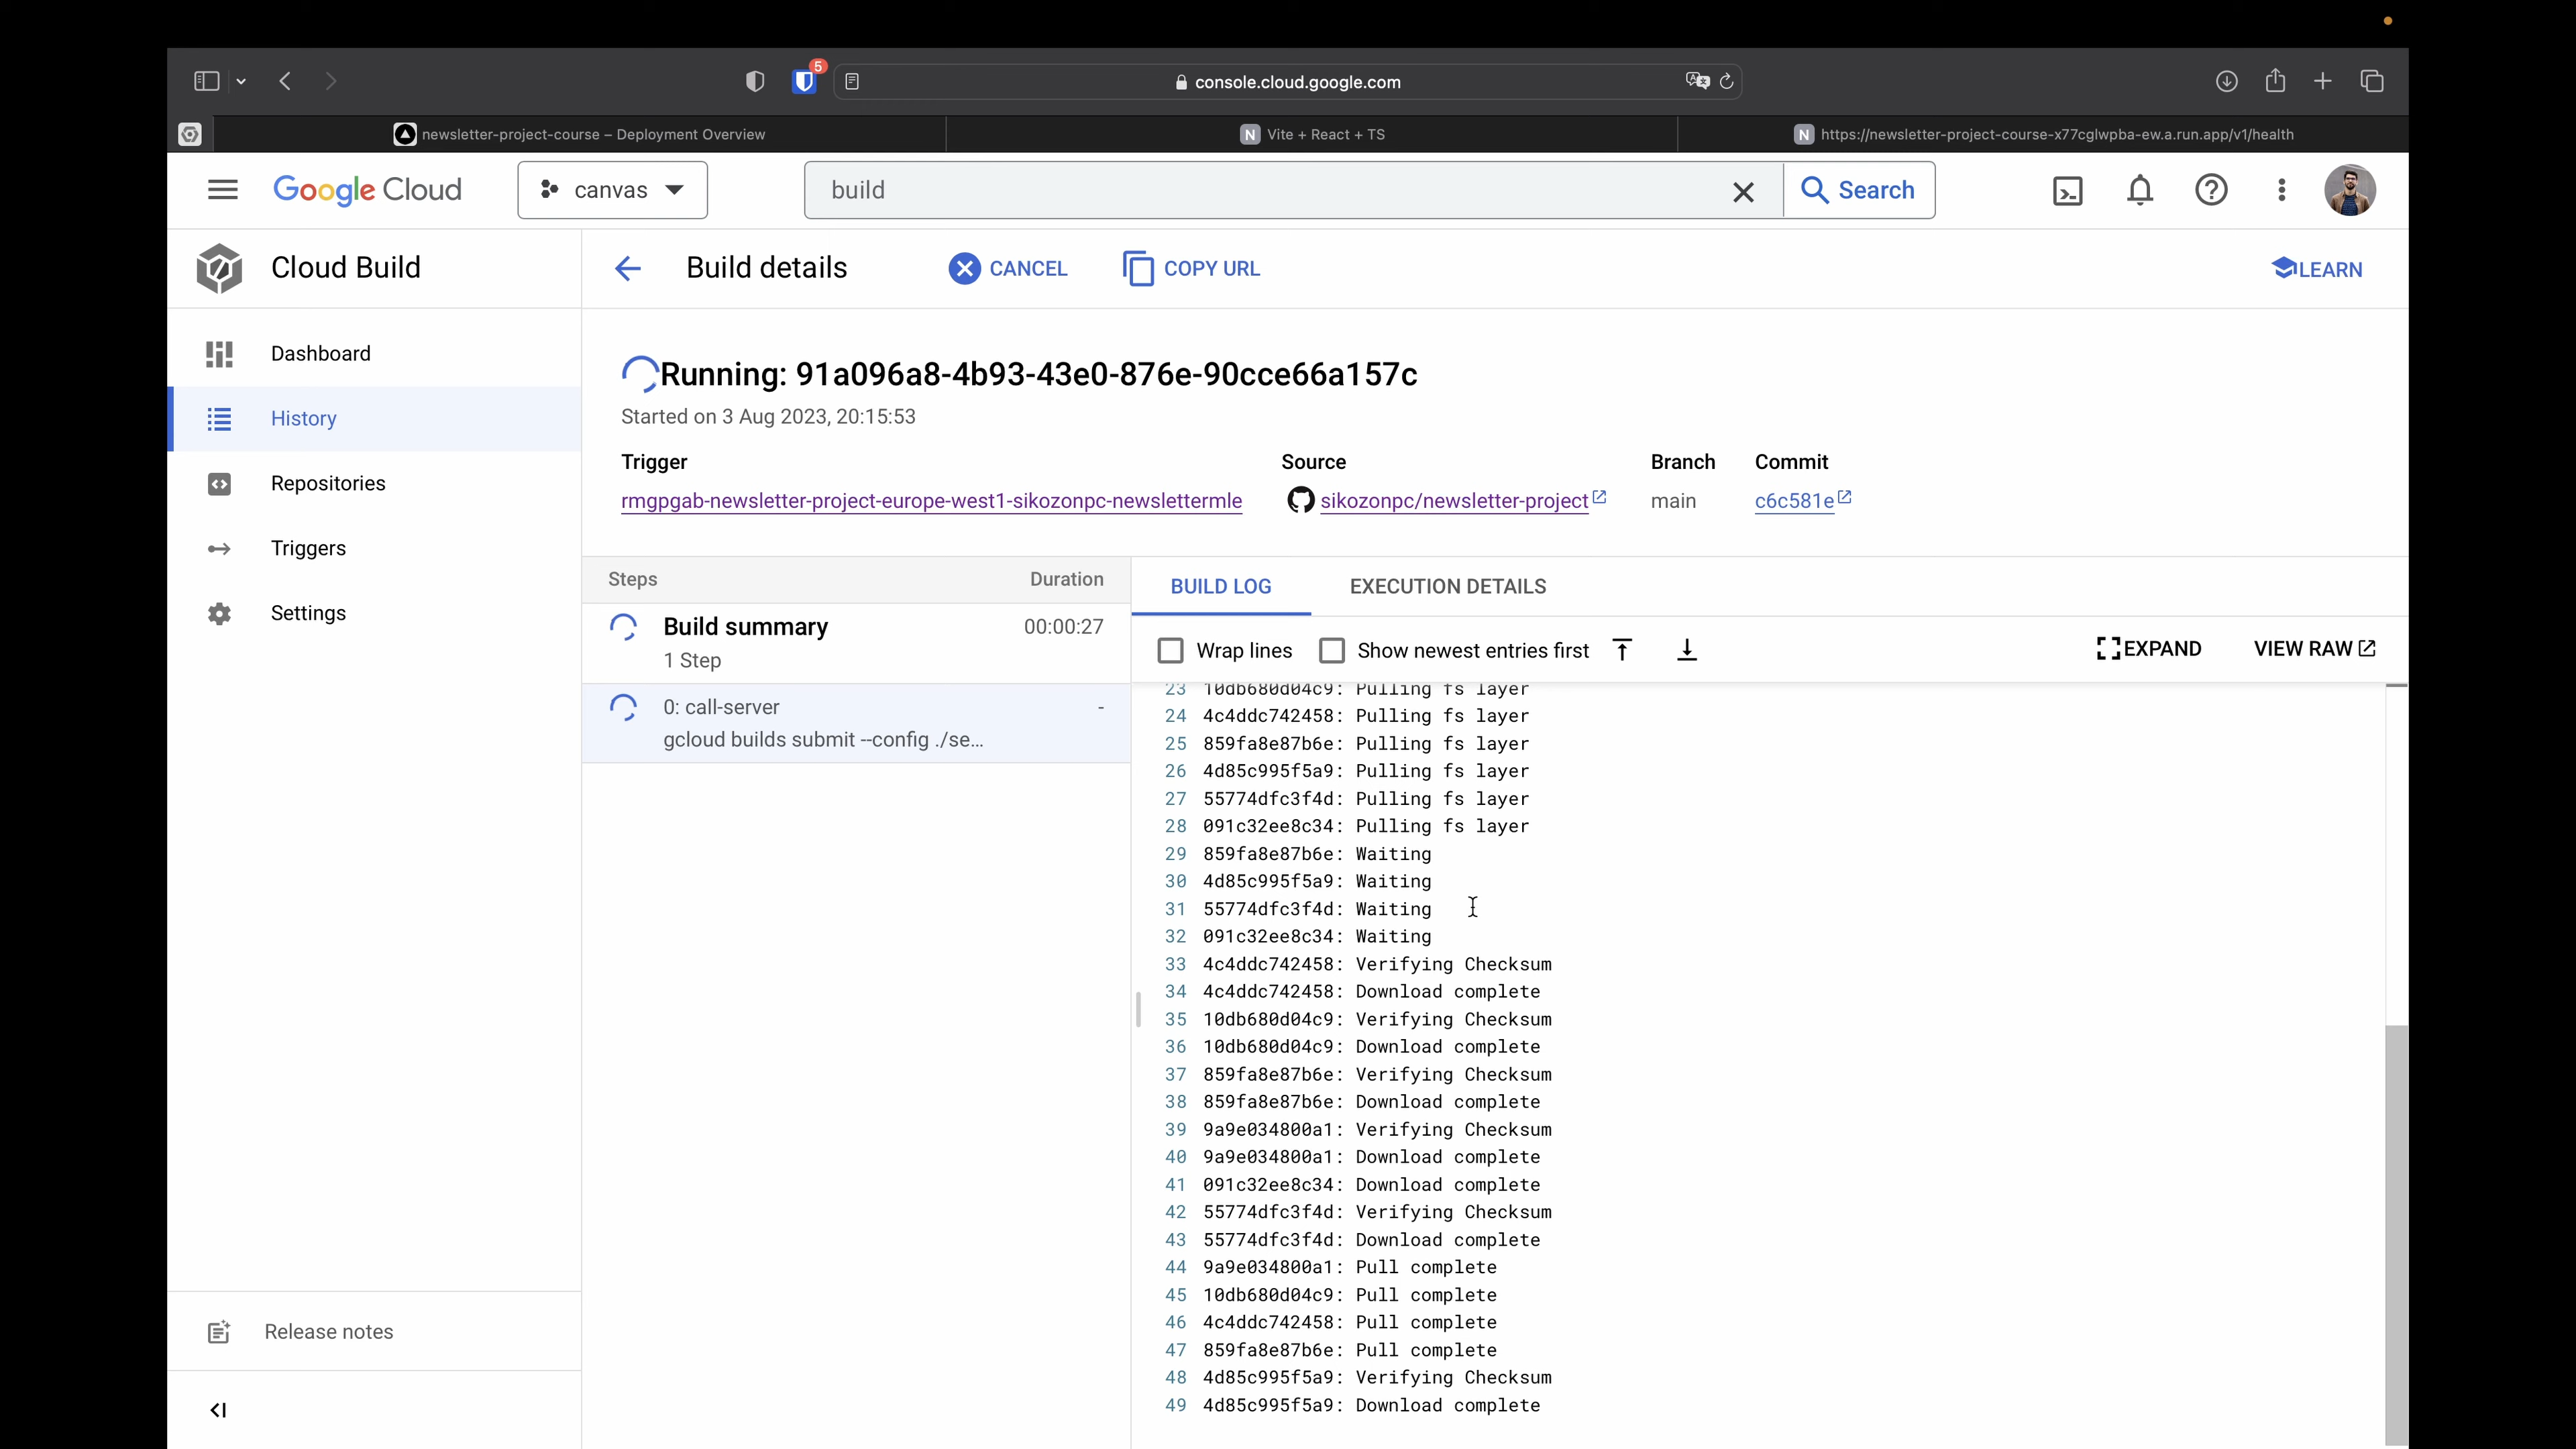 5
console.cloud.google.com
newsletter-project-course – Deployment Overview
N Vite + React + TS
N https://newsletter-project-course-x77cglwpba-ew.a.run.app/v1/health
Google Cloud
canvas
build
Search
Cloud Build
Build details
CANCEL
COPY URL
LEARN
Dashboard
History
Repositories
Triggers
Settings
Release notes
Running: 91a096a8-4b93-43e0-876e-90cce66a157c
Started on 3 Aug 2023, 20:15:53
Trigger Source Branch Commit
rmgpgab-newsletter-project-europe-west1-sikozonpc-newslettermle sikozonpc/newsletter-project main c6c581e
Steps Duration
Build summary 00:00:27
1 Step
0: call-server -
gcloud builds submit --config ./se...
BUILD LOG EXECUTION DETAILS
Wrap lines Show newest entries first EXPAND VIEW RAW
23 10db680d04c9: Pulling fs layer
24 4c4ddc742458: Pulling fs layer
25 859fa8e87b6e: Pulling fs layer
26 4d85c995f5a9: Pulling fs layer
27 55774dfc3f4d: Pulling fs layer
28 091c32ee8c34: Pulling fs layer
29 859fa8e87b6e: Waiting
30 4d85c995f5a9: Waiting
31 55774dfc3f4d: Waiting
32 091c32ee8c34: Waiting
33 4c4ddc742458: Verifying Checksum
34 4c4ddc742458: Download complete
35 10db680d04c9: Verifying Checksum
36 10db680d04c9: Download complete
37 859fa8e87b6e: Verifying Checksum
38 859fa8e87b6e: Download complete
39 9a9e034800a1: Verifying Checksum
40 9a9e034800a1: Download complete
41 091c32ee8c34: Download complete
42 55774dfc3f4d: Verifying Checksum
43 55774dfc3f4d: Download complete
44 9a9e034800a1: Pull complete
45 10db680d04c9: Pull complete
46 4c4ddc742458: Pull complete
47 859fa8e87b6e: Pull complete
48 4d85c995f5a9: Verifying Checksum
49 4d85c995f5a9: Download complete